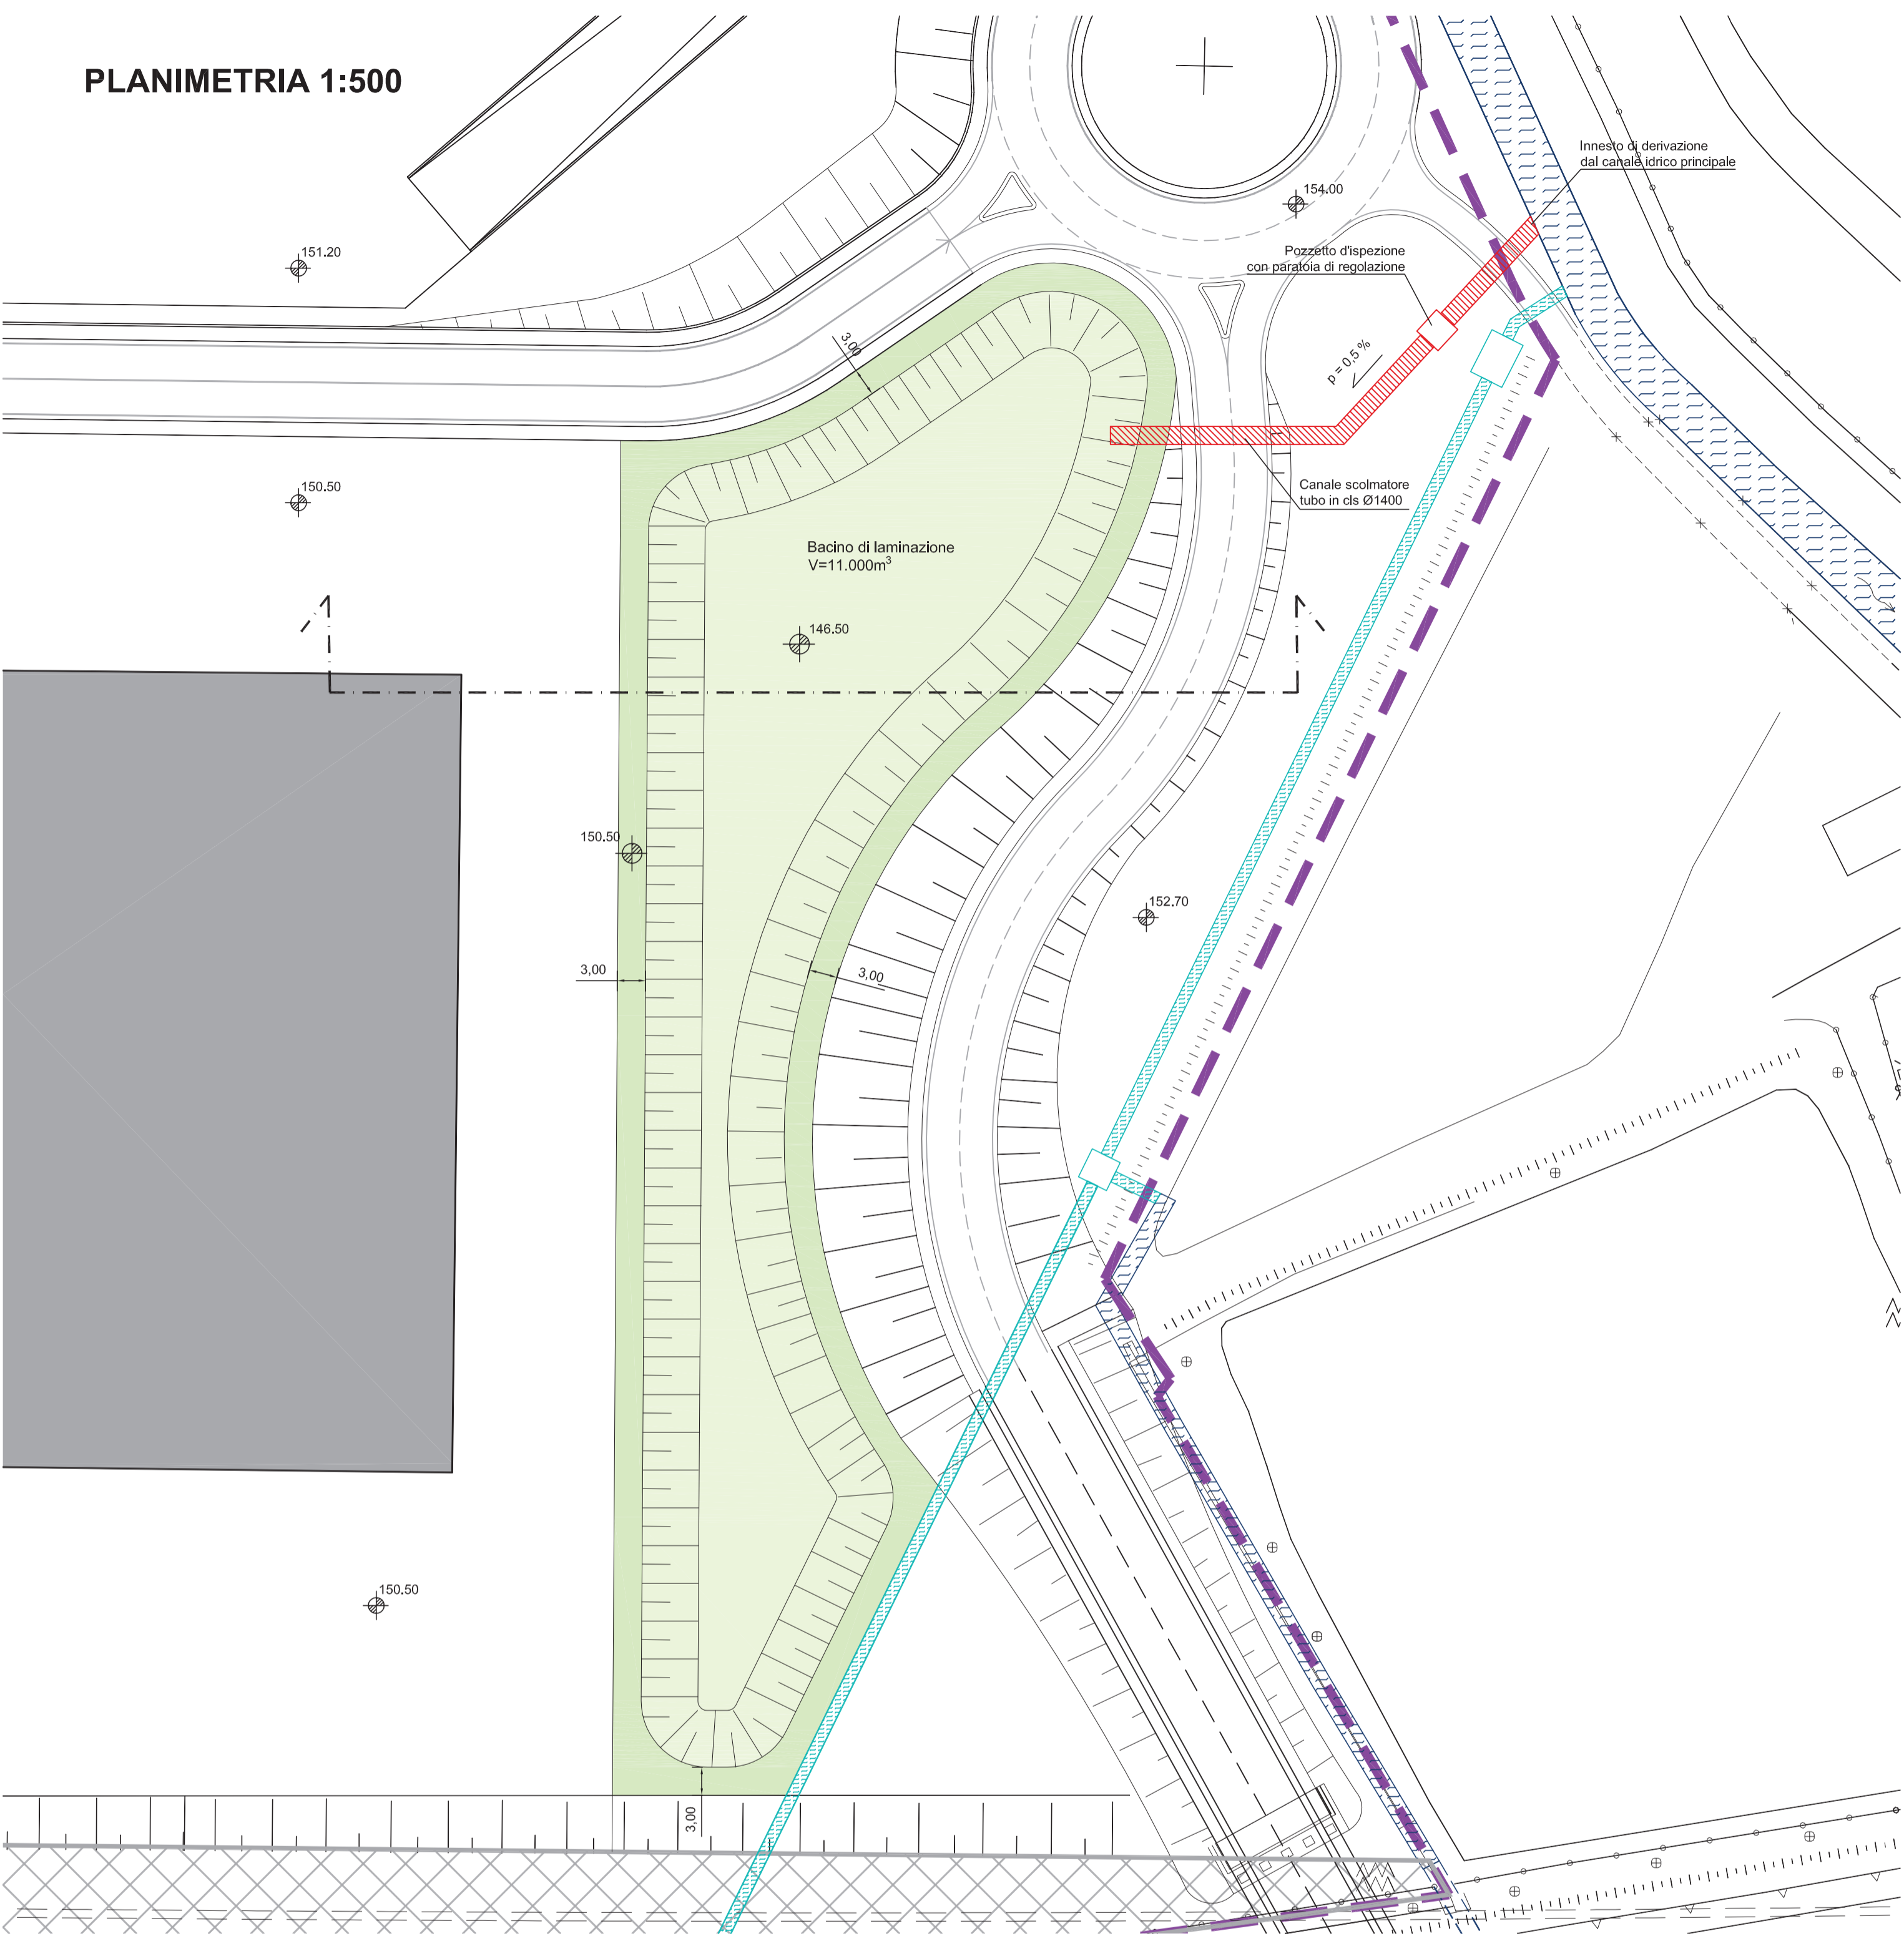 PLANIMETRIA 1:500
Innesto di derivazione
dal canale idrico principale
154.00
151.20
Pozzetto d'ispezione
con paratoia di regolazione
3,00
p = 0,5 %
150.50
Canale scolmatore
tubo in cls Ø1400
Bacino di laminazione
V=11.000m³
146.50
150.50
152.70
3,00
3,00
150.50
3,00